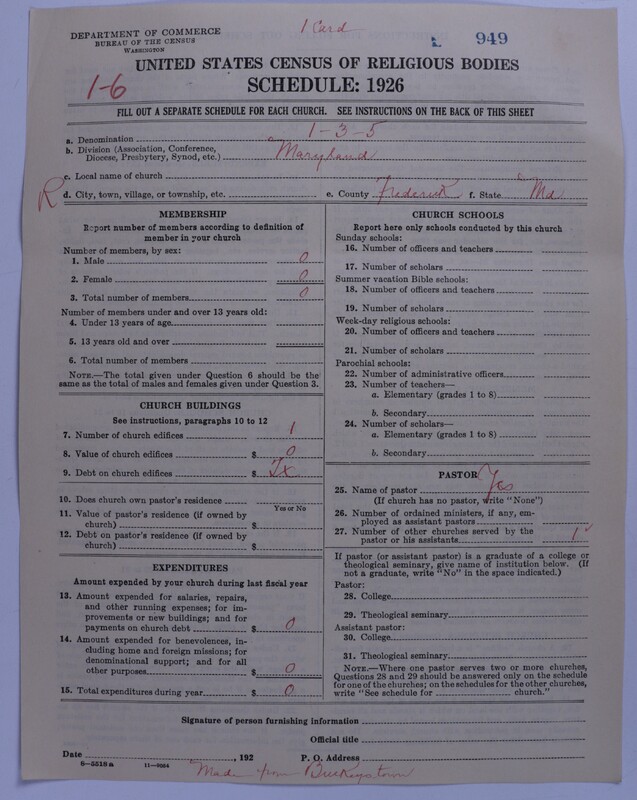 DEPARTMENT OF COMMERCE
BUREAU OF THE CENSUS
WASHINGTON
1 Card
949
UNITED STATES CENSUS OF RELIGIOUS BODIES
1-6
SCHEDULE: 1926
FILL OUT A SEPARATE SCHEDULE FOR EACH CHURCH. SEE INSTRUCTIONS ON THE BACK OF THIS SHEET
a. Denomination 1-3-5
b. Division (Association, Conference,
Diocese, Presbytery, Synod, etc.) Maryland
c. Local name of church
R d. City, town, village, or township, etc. e. County Frederick f. State Md
MEMBERSHIP
Report number of members according to definition of
member in your church
Number of members, by sex:
1. Male 0
2. Female 0
3. Total number of members 0
Number of members under and over 13 years old:
4. Under 13 years of age
5. 13 years old and over
6. Total number of members
NOTE.—The total given under Question 6 should be the
same as the total of males and females given under Question 3.
CHURCH BUILDINGS
See instructions, paragraphs 10 to 12
7. Number of church edifices 1
8. Value of church edifices $ 0
9. Debt on church edifices $
10. Does church own pastor's residence
Yes or No
11. Value of pastor's residence (if owned by
church) $
12. Debt on pastor's residence (if owned by
church) $
EXPENDITURES
Amount expended by your church during last fiscal year
13. Amount expended for salaries, repairs,
and other running expenses; for im-
provements or new buildings; and for
payments on church debt $ 0
14. Amount expended for benevolences, in-
cluding home and foreign missions; for
denominational support; and for all
other purposes $ 0
15. Total expenditures during year $ 0
CHURCH SCHOOLS
Report here only schools conducted by this church
Sunday schools:
16. Number of officers and teachers
17. Number of scholars
Summer vacation Bible schools:
18. Number of officers and teachers
19. Number of scholars
Week-day religious schools:
20. Number of officers and teachers
21. Number of scholars
Parochial schools:
22. Number of administrative officers
23. Number of teachers—
a. Elementary (grades 1 to 8)
b. Secondary
24. Number of scholars—
a. Elementary (grades 1 to 8)
b. Secondary
PASTOR
25. Name of pastor Yes
(If church has no pastor, write "None")
26. Number of ordained ministers, if any, em-
ployed as assistant pastors
27. Number of other churches served by the
pastor or his assistants 1
If pastor (or assistant pastor) is a graduate of a college or
theological seminary, give name of institution below. (If
not a graduate, write "No" in the space indicated.)
Pastor:
28. College
29. Theological seminary
Assistant pastor:
30. College
31. Theological seminary
NOTE.—Where one pastor serves two or more churches,
Questions 28 and 29 should be answered only on the schedule
for one of the churches; on the schedules for the other churches,
write "See schedule for church."
Signature of person furnishing information
Official title
Date , 192 P. O. Address
8-5518a 11-9054
Made from Buckeystown